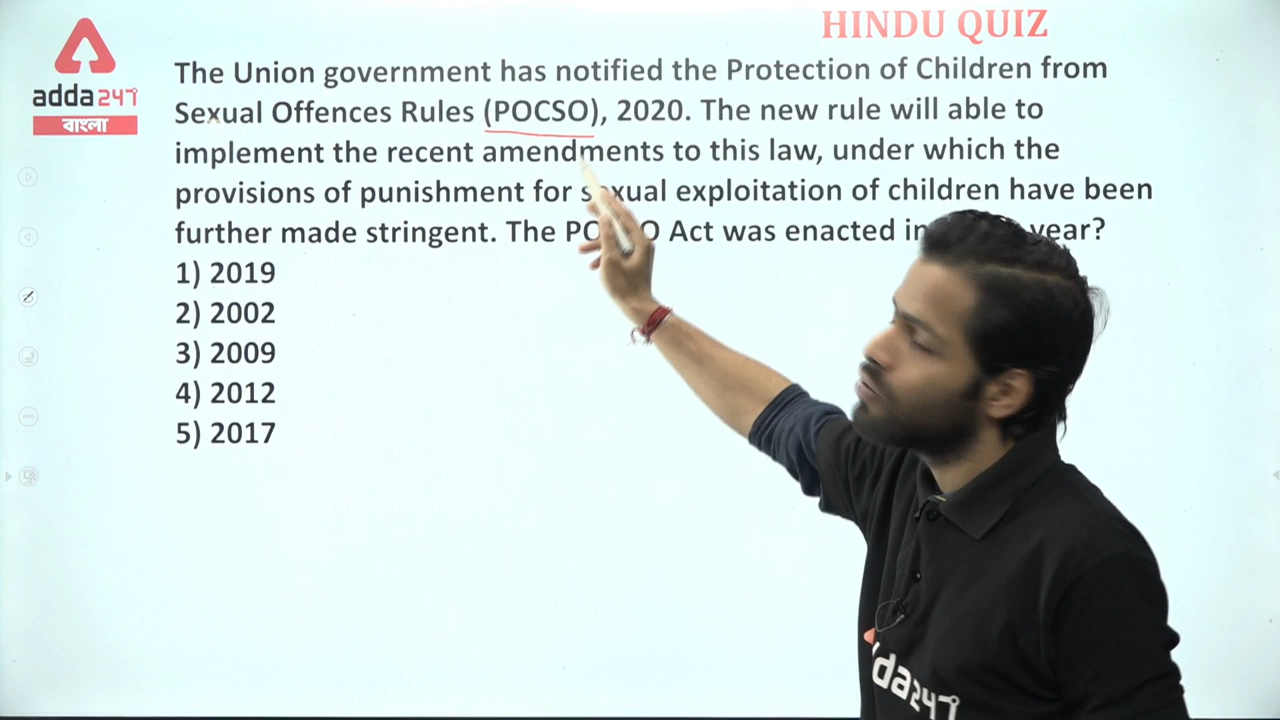 HINDU QUIZ
adda247
বাংলা
The Union government has notified the Protection of Children from
Sexual Offences Rules (POCSO), 2020. The new rule will able to
implement the recent amendments to this law, under which the
provisions of punishment for sexual exploitation of children have been
further made stringent. The POCSO Act was enacted in year?
1) 2019
2) 2002
3) 2009
4) 2012
5) 2017
adda247